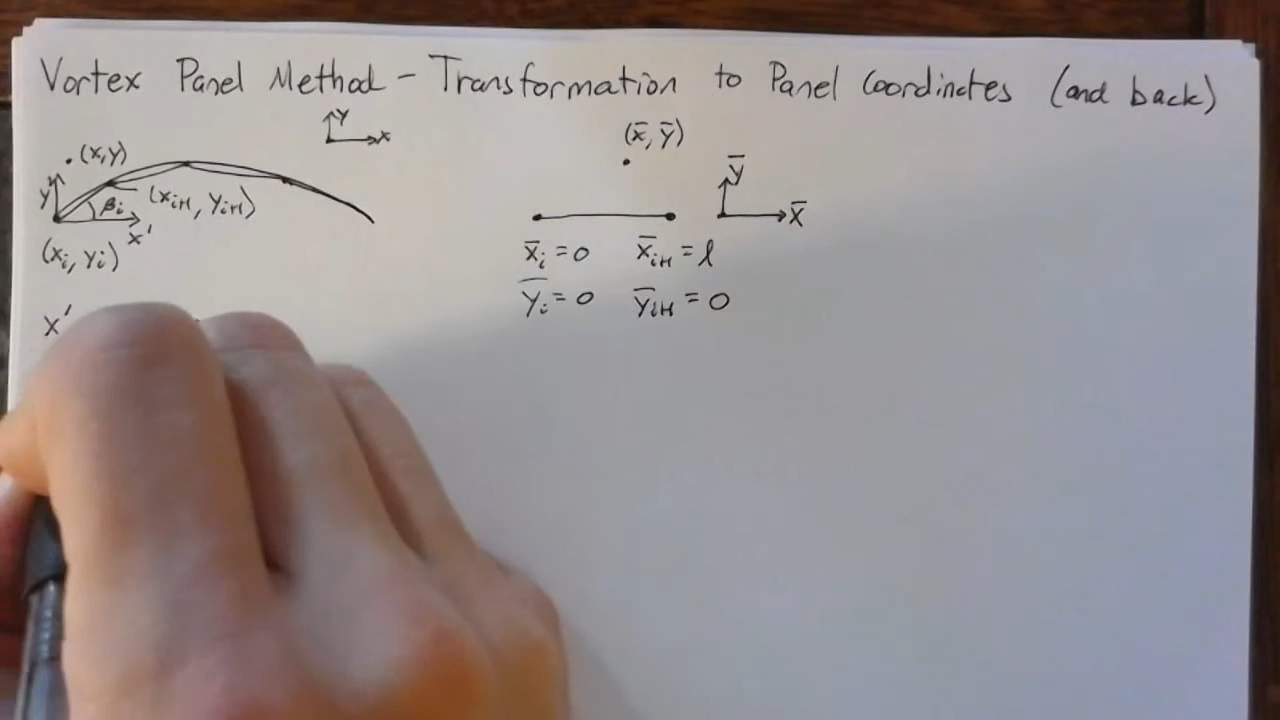 Vortex Panel Method - Transformation to Panel Coordinates (and back)
y
x
.(x,y)
(x̄, ȳ)
y'
βi
(xi+1, yi+1)
x'
(xi, yi)
ȳ
x̄
x̄i = 0 x̄i+1 = l
ȳi = 0 ȳi+1 = 0
x'